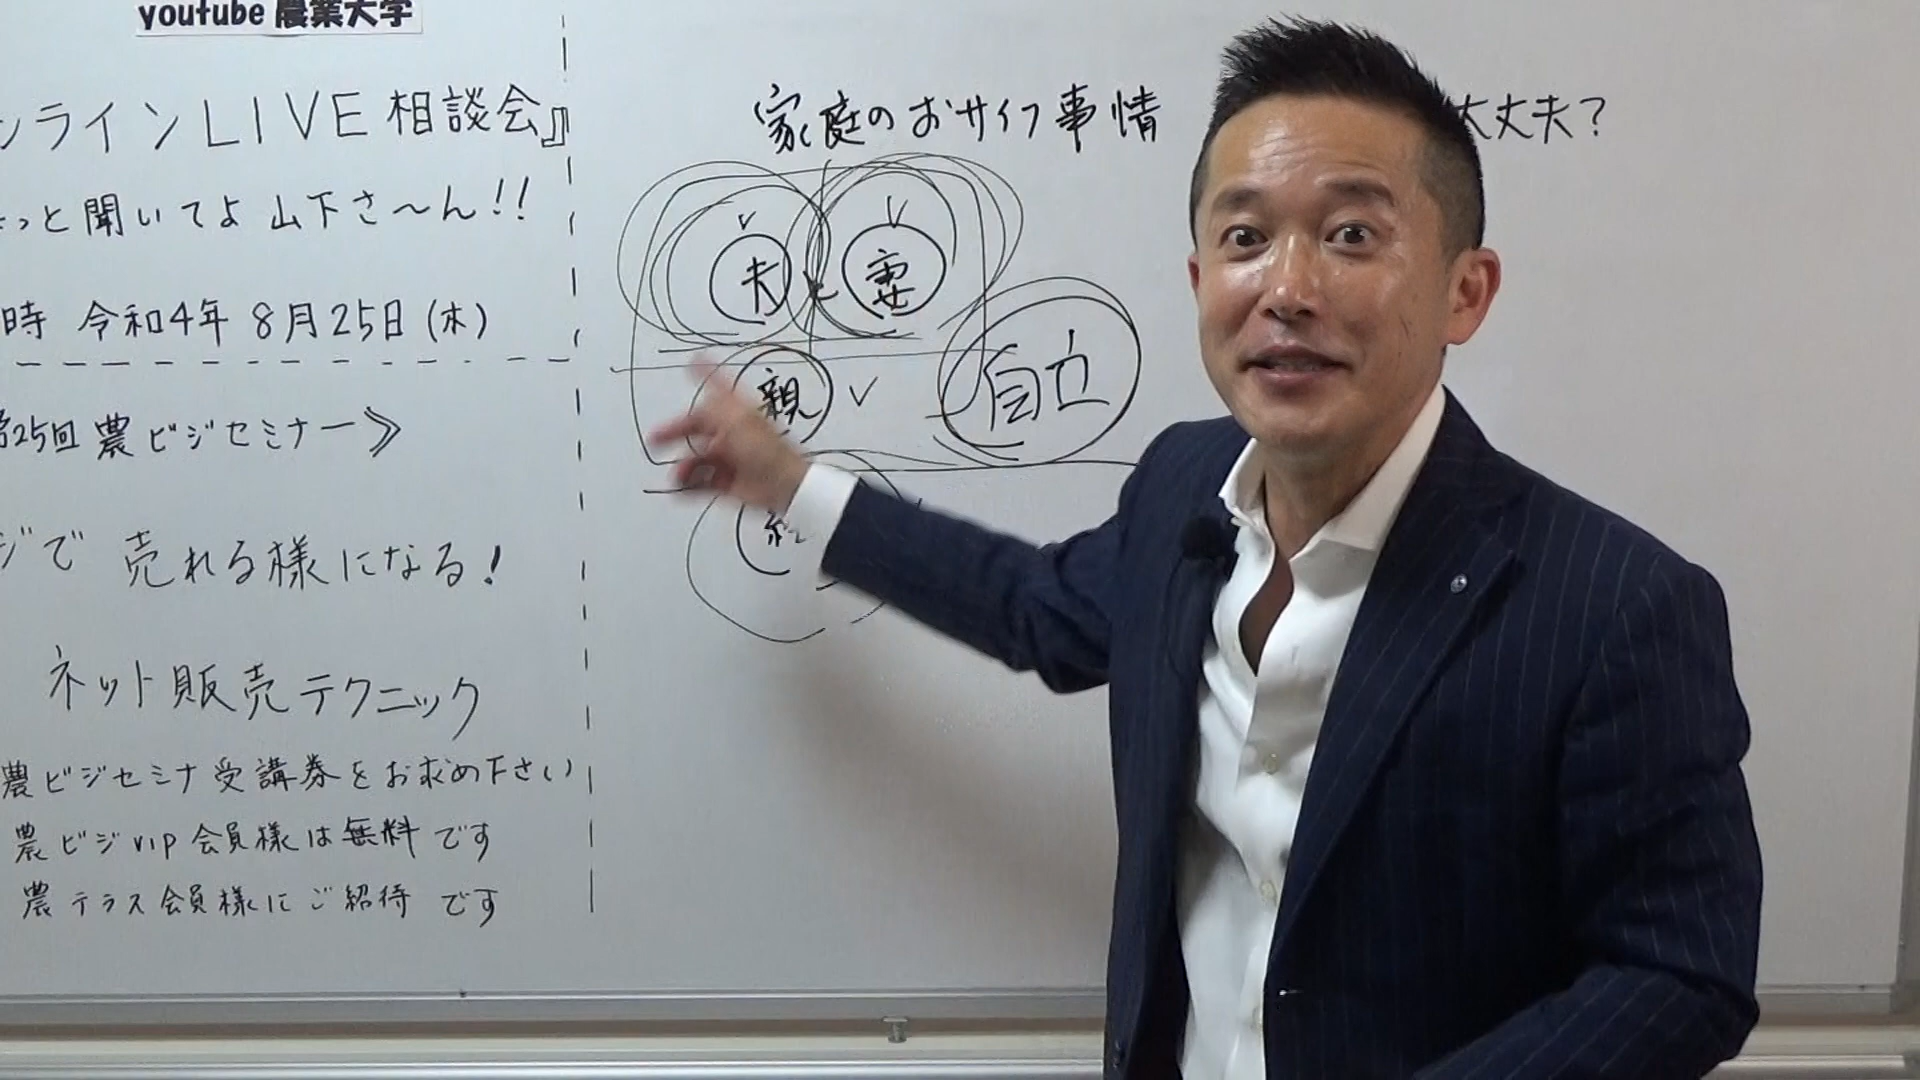 youtube 農業大学
ンラインLIVE相談会』
っと聞いてよ山下さ〜ん!!
時 令和4年 8月25日(木)
第25回 農ビジセミナー》
ジで 売れる様になる!
ネット販売テクニック
農ビジセミナ受講券をお求め下さい
農ビジvip会員様は無料です
農テラス会員様にご紹待です
家庭のおサイフ事情
大丈夫?
夫
と
妻
親
自立